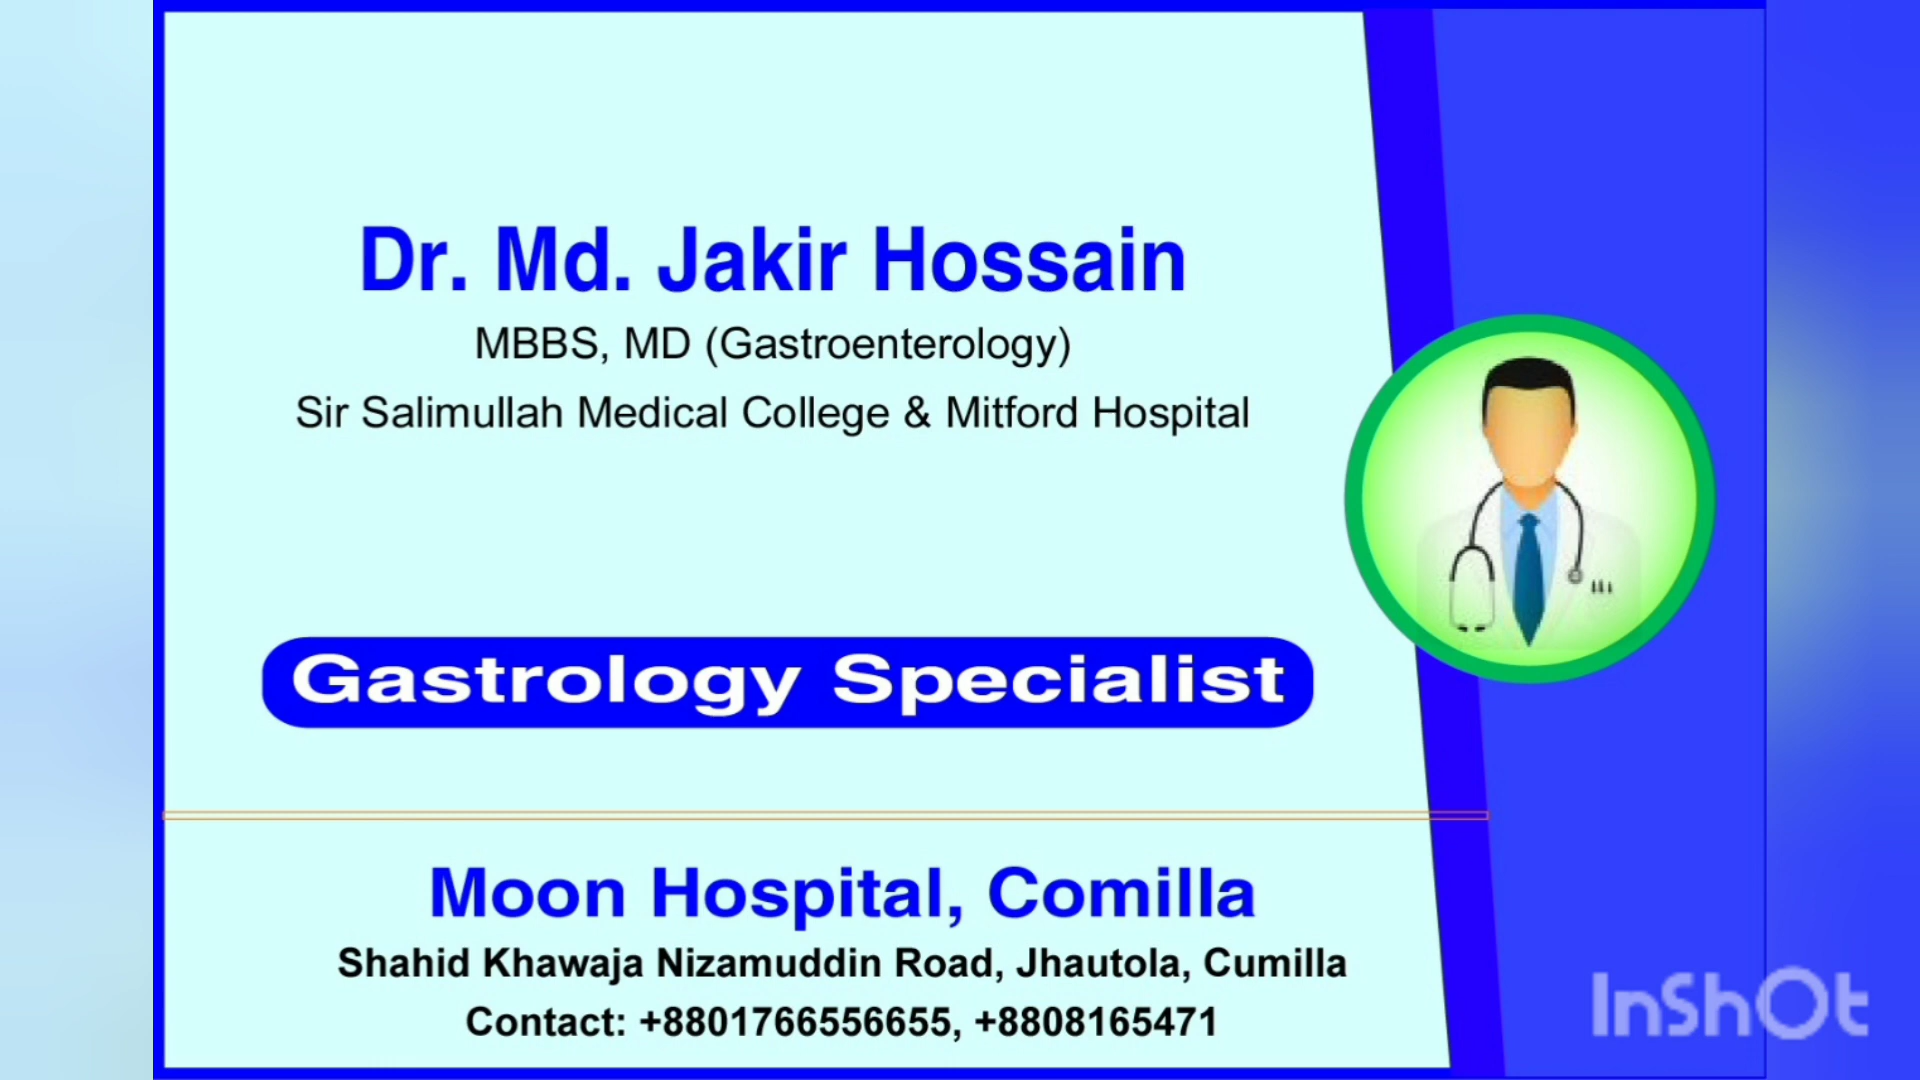 Dr. Md. Jakir Hossain
MBBS, MD (Gastroenterology)
Sir Salimullah Medical College & Mitford Hospital
Gastrology Specialist
Moon Hospital, Comilla
Shahid Khawaja Nizamuddin Road, Jhautola, Cumilla
Contact: +8801766556655, +8808165471
InShOt